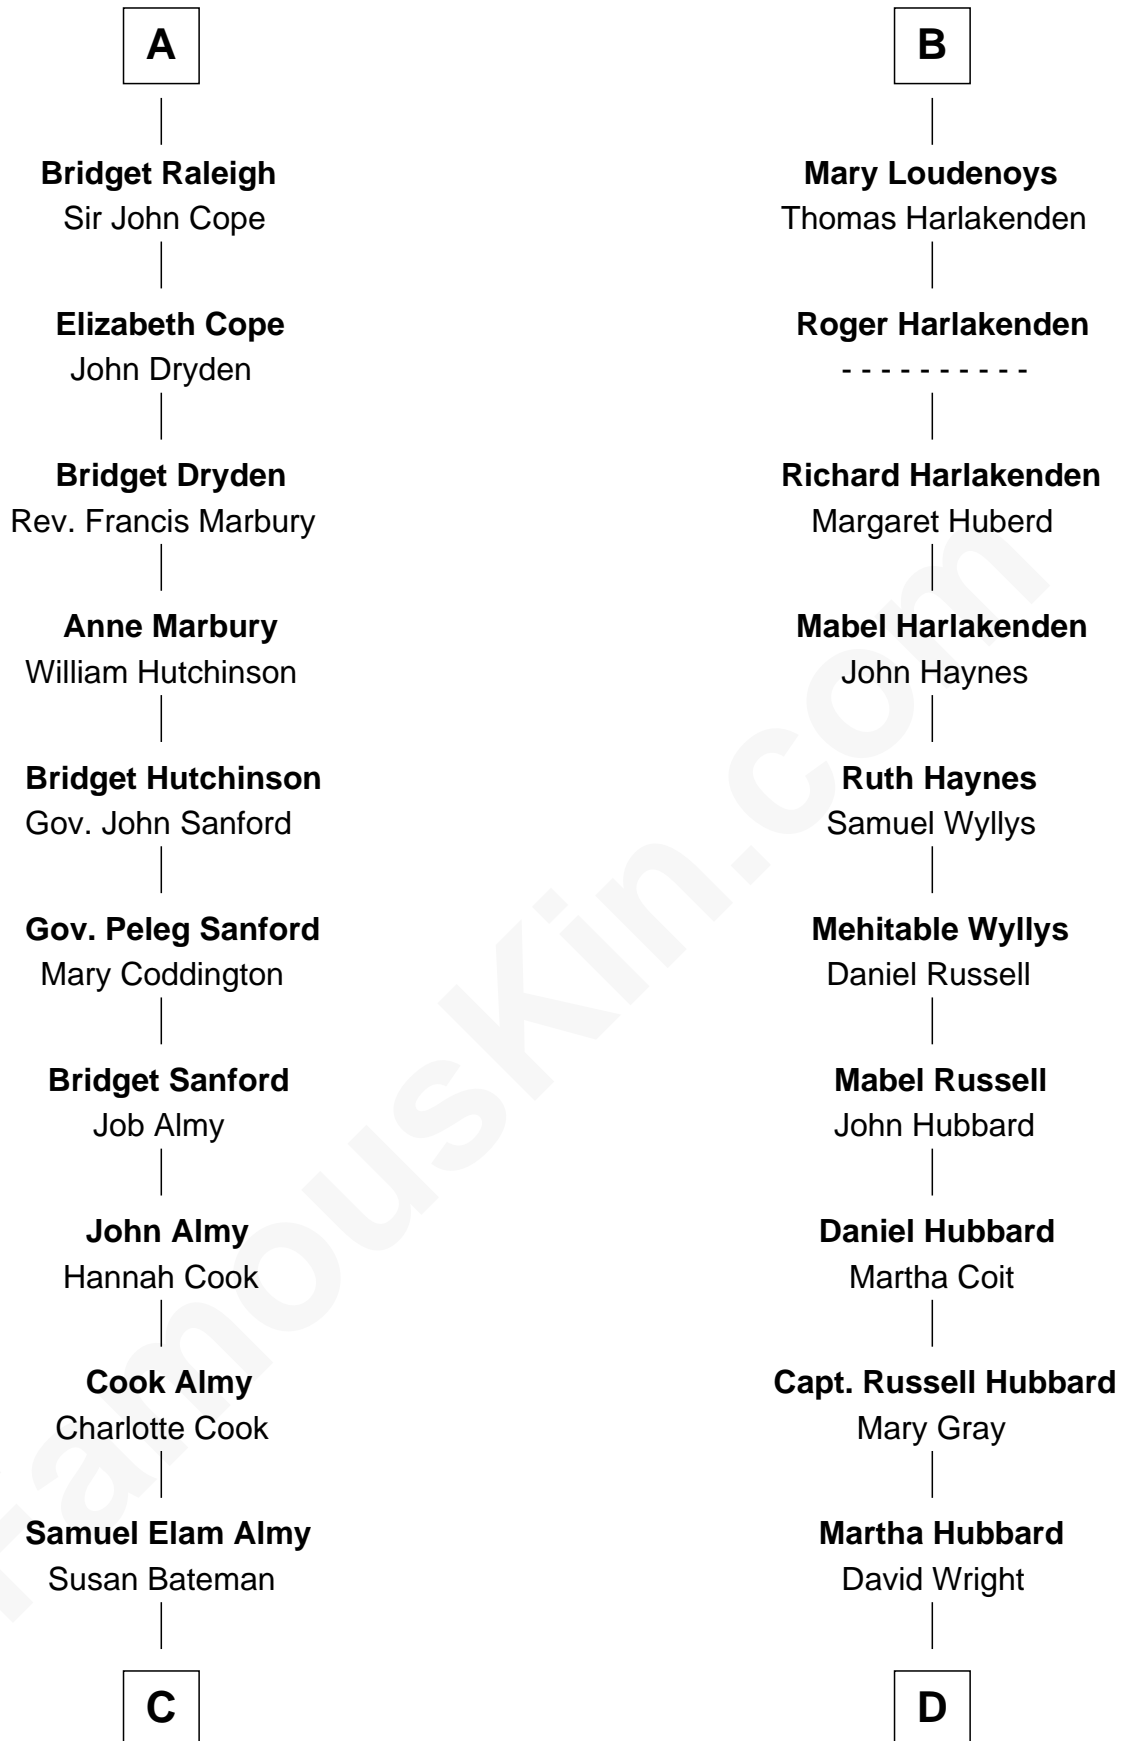 A
Bridget Raleigh
Sir John Cope
Elizabeth Cope
John Dryden
Bridget Dryden
Rev. Francis Marbury
Anne Marbury
William Hutchinson
Bridget Hutchinson
Gov. John Sanford
Gov. Peleg Sanford
Mary Coddington
Bridget Sanford
Job Almy
John Almy
Hannah Cook
Cook Almy
Charlotte Cook
Samuel Elam Almy
Susan Bateman
C
B
Mary Loudenoys
Thomas Harlakenden
Roger Harlakenden
- - - - - - - - - -
Richard Harlakenden
Margaret Huberd
Mabel Harlakenden
John Haynes
Ruth Haynes
Samuel Wyllys
Mehitable Wyllys
Daniel Russell
Mabel Russell
John Hubbard
Daniel Hubbard
Martha Coit
Capt. Russell Hubbard
Mary Gray
Martha Hubbard
David Wright
D
FamousKin.com